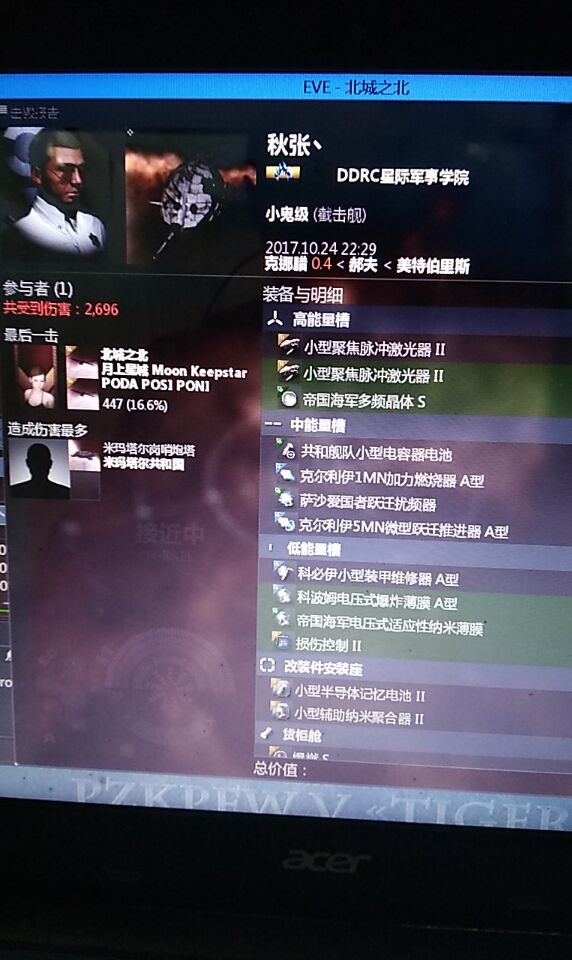 EVE - 北城之北
击毁报告
秋张丶
DDRC星际军事学院
小鬼级 (截击舰)
2017.10.24 22:29
克挪腊 0.4 < 郝夫 < 美特伯里斯
参与者 (1)
共受到伤害：2,696
最后一击
北城之北
月上星城 Moon Keepstar
PODA POSI PONI
447 (16.6%)
造成伤害最多
米玛塔尔岗哨炮塔
米玛塔尔共和国
接近中
装备与明细
高能量槽
小型聚焦脉冲激光器 II
小型聚焦脉冲激光器 II
帝国海军多频晶体 S
中能量槽
共和舰队小型电容器电池
克尔利伊1MN加力燃烧器 A型
萨沙爱国者跃迁扰频器
克尔利伊5MN微型跃迁推进器 A型
低能量槽
科必伊小型装甲维修器 A型
科波姆电压式爆炸薄膜 A型
帝国海军电压式适应性纳米薄膜
损伤控制 II
改装件安装座
小型半导体记忆电池 II
小型辅助纳米聚合器 II
货柜舱
总价值：
PZKPFW V «TIGER
acer